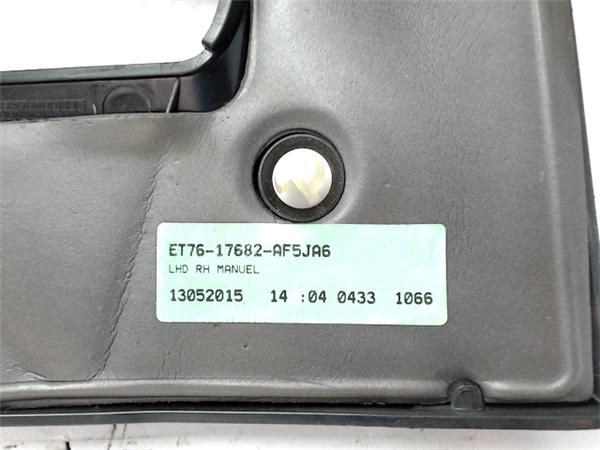 ET76-17682-AF5JA6
LHD RH MANUEL
13052015 14 :04 0433 1066